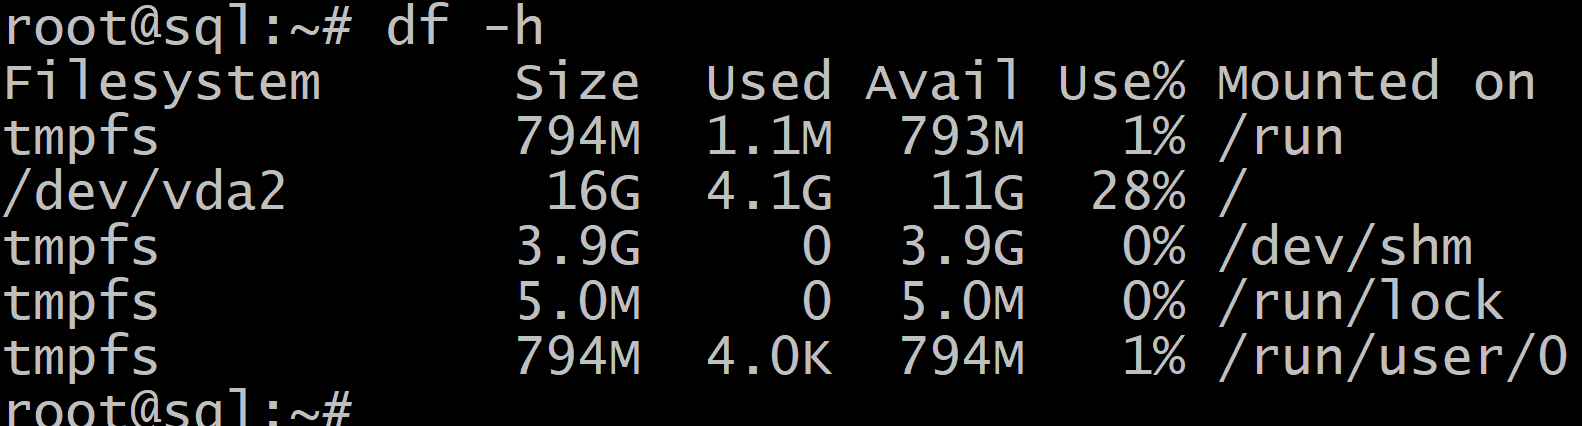 root@sql:~# df -h
Filesystem      Size  Used Avail Use% Mounted on
tmpfs           794M  1.1M  793M   1% /run
/dev/vda2        16G  4.1G   11G  28% /
tmpfs           3.9G     0  3.9G   0% /dev/shm
tmpfs           5.0M     0  5.0M   0% /run/lock
tmpfs           794M  4.0K  794M   1% /run/user/0
root@sql:~#